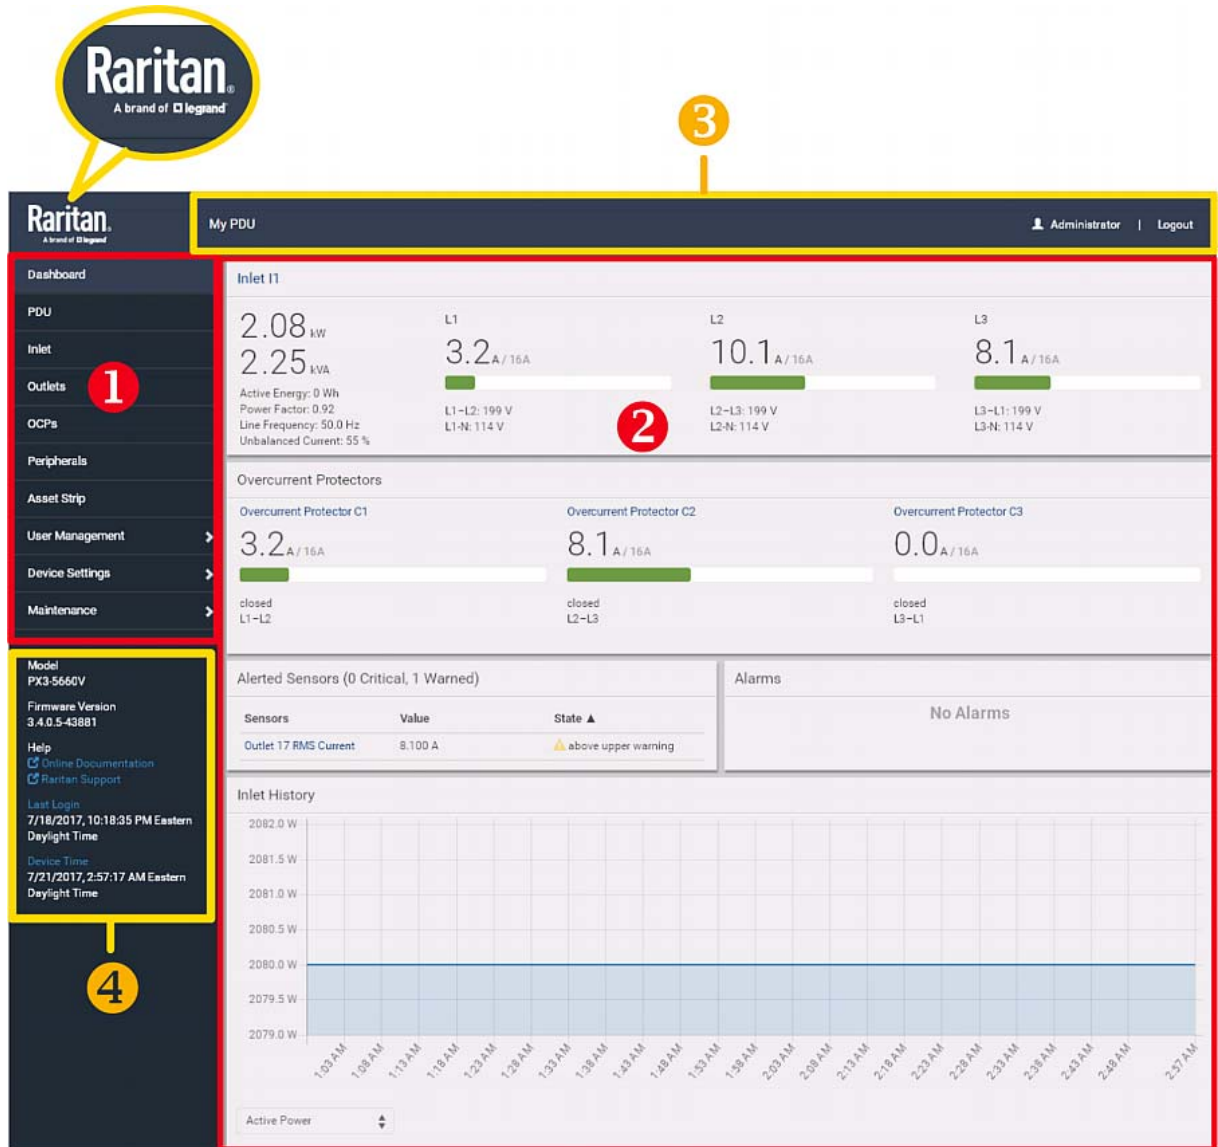 Raritan.
A brand of legrand
3
Raritan.
A brand of legrand
My PDU
Administrator | Logout
Dashboard
PDU
Inlet
Outlets
OCPs
Peripherals
Asset Strip
User Management
Device Settings
Maintenance
1
Model
PX3-5660V
Firmware Version
3.4.0.5-43881
Help
Online Documentation
Raritan Support
Last Login
7/18/2017, 10:18:35 PM Eastern
Daylight Time
Device Time
7/21/2017, 2:57:17 AM Eastern
Daylight Time
4
Inlet I1
2.08 kW
2.25 kVA
Active Energy: 0 Wh
Power Factor: 0.92
Line Frequency: 50.0 Hz
Unbalanced Current: 55 %
L1
3.2 A / 16A
L1-L2: 199 V
L1-N: 114 V
2
L2
10.1 A / 16A
L2-L3: 199 V
L2-N: 114 V
L3
8.1 A / 16A
L3-L1: 199 V
L3-N: 114 V
Overcurrent Protectors
Overcurrent Protector C1
3.2 A / 16A
closed
L1-L2
Overcurrent Protector C2
8.1 A / 16A
closed
L2-L3
Overcurrent Protector C3
0.0 A / 16A
closed
L3-L1
Alerted Sensors (0 Critical, 1 Warned)
Sensors Value State ▲
Outlet 17 RMS Current 8.100 A above upper warning
Alarms
No Alarms
Inlet History
2082.0 W
2081.5 W
2081.0 W
2080.5 W
2080.0 W
2079.5 W
2079.0 W
1:03 AM 1:08 AM 1:13 AM 1:18 AM 1:23 AM 1:28 AM 1:33 AM 1:38 AM 1:43 AM 1:48 AM 1:53 AM 1:58 AM 2:03 AM 2:08 AM 2:13 AM 2:18 AM 2:23 AM 2:28 AM 2:33 AM 2:38 AM 2:43 AM 2:48 AM 2:57 AM
Active Power